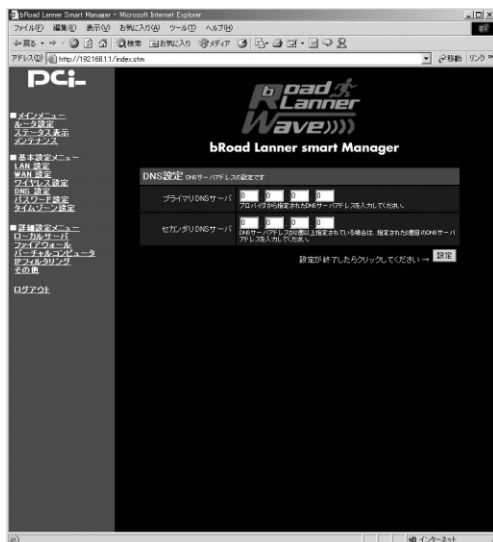 bRoad Lanner Smart Manager - Microsoft Internet Explorer
ファイル(F) 編集(E) 表示(V) お気に入り(A) ツール(T) ヘルプ(H)
戻る 検索 お気に入り メディア
アドレス(D) http://192.168.1.1/index.stm 移動 リンク »
PCi
■メインメニュー
ルータ設定
ステータス表示
メンテナンス
■基本設定メニュー
LAN 設定
WAN 設定
ワイヤレス設定
DNS 設定
パスワード設定
タイムゾーン設定
■詳細設定メニュー
ローカルサーバ
ファイアウォール
バーチャルコンピュータ
IPフィルタリング
その他
ログアウト
bRoad
Lanner
Wave))))
bRoad Lanner smart Manager
DNS設定 DNSサーバアドレスの設定です
プライマリDNSサーバ 0 0 0 0
プロバイダから指定されたDNSサーバアドレスを入力してください。
セカンダリDNSサーバ 0 0 0 0
DNSサーバアドレスが2個以上指定されている場合は、指定された2個目のDNSサーバ
アドレスを入力してください。
設定が終了したらクリックしてください → 設定
インターネット